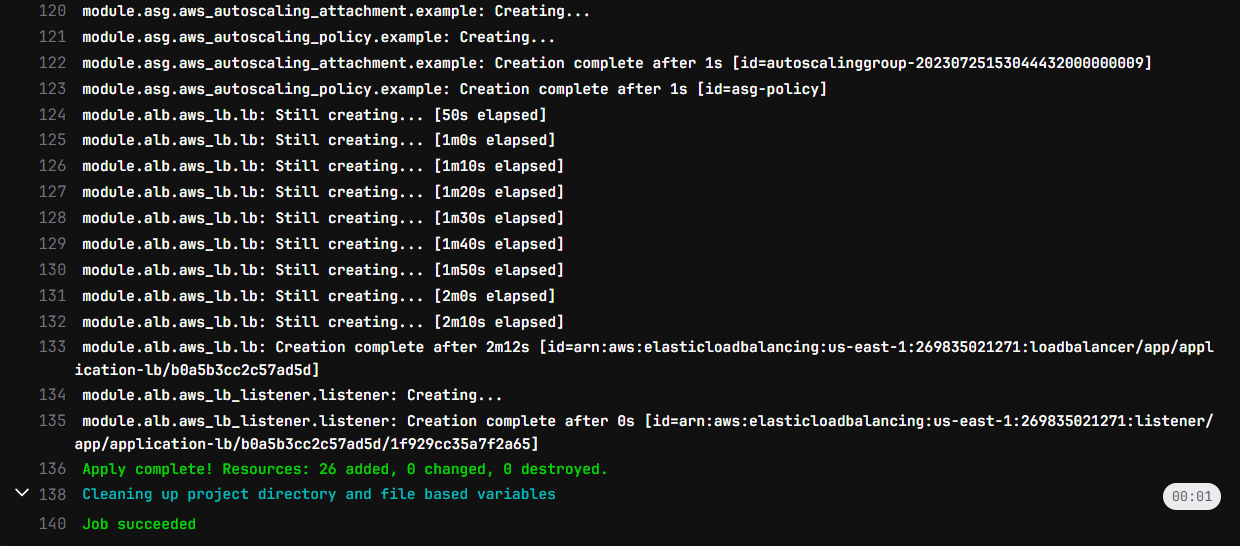 120 module.asg.aws_autoscaling_attachment.example: Creating...
121 module.asg.aws_autoscaling_policy.example: Creating...
122 module.asg.aws_autoscaling_attachment.example: Creation complete after 1s [id=autoscalinggroup-20230725153044432000000009]
123 module.asg.aws_autoscaling_policy.example: Creation complete after 1s [id=asg-policy]
124 module.alb.aws_lb.lb: Still creating... [50s elapsed]
125 module.alb.aws_lb.lb: Still creating... [1m0s elapsed]
126 module.alb.aws_lb.lb: Still creating... [1m10s elapsed]
127 module.alb.aws_lb.lb: Still creating... [1m20s elapsed]
128 module.alb.aws_lb.lb: Still creating... [1m30s elapsed]
129 module.alb.aws_lb.lb: Still creating... [1m40s elapsed]
130 module.alb.aws_lb.lb: Still creating... [1m50s elapsed]
131 module.alb.aws_lb.lb: Still creating... [2m0s elapsed]
132 module.alb.aws_lb.lb: Still creating... [2m10s elapsed]
133 module.alb.aws_lb.lb: Creation complete after 2m12s [id=arn:aws:elasticloadbalancing:us-east-1:269835021271:loadbalancer/app/appl
ication-lb/b0a5b3cc2c57ad5d]
134 module.alb.aws_lb_listener.listener: Creating...
135 module.alb.aws_lb_listener.listener: Creation complete after 0s [id=arn:aws:elasticloadbalancing:us-east-1:269835021271:listener/
app/application-lb/b0a5b3cc2c57ad5d/1f929cc35a7f2a65]
136 Apply complete! Resources: 26 added, 0 changed, 0 destroyed.
138 Cleaning up project directory and file based variables 00:01
140 Job succeeded